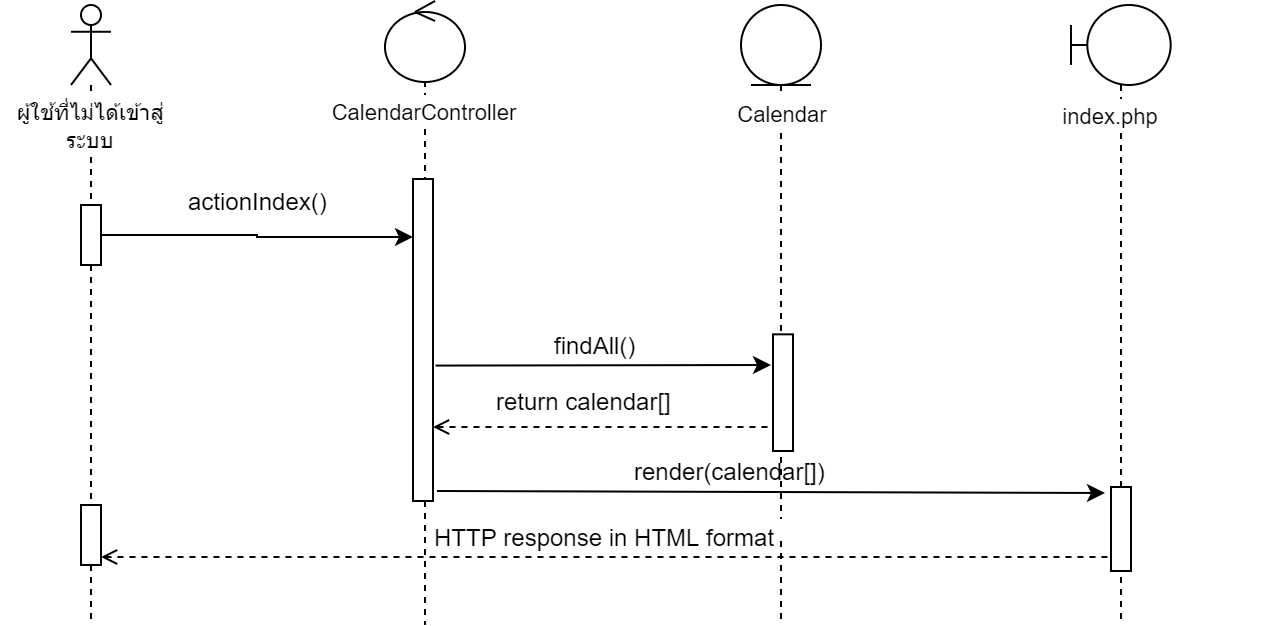 ผู้ใช้ที่ไม่ได้เข้าสู่
ระบบ
CalendarController
Calendar
index.php
actionIndex()
findAll()
return calendar[]
render(calendar[])
HTTP response in HTML format